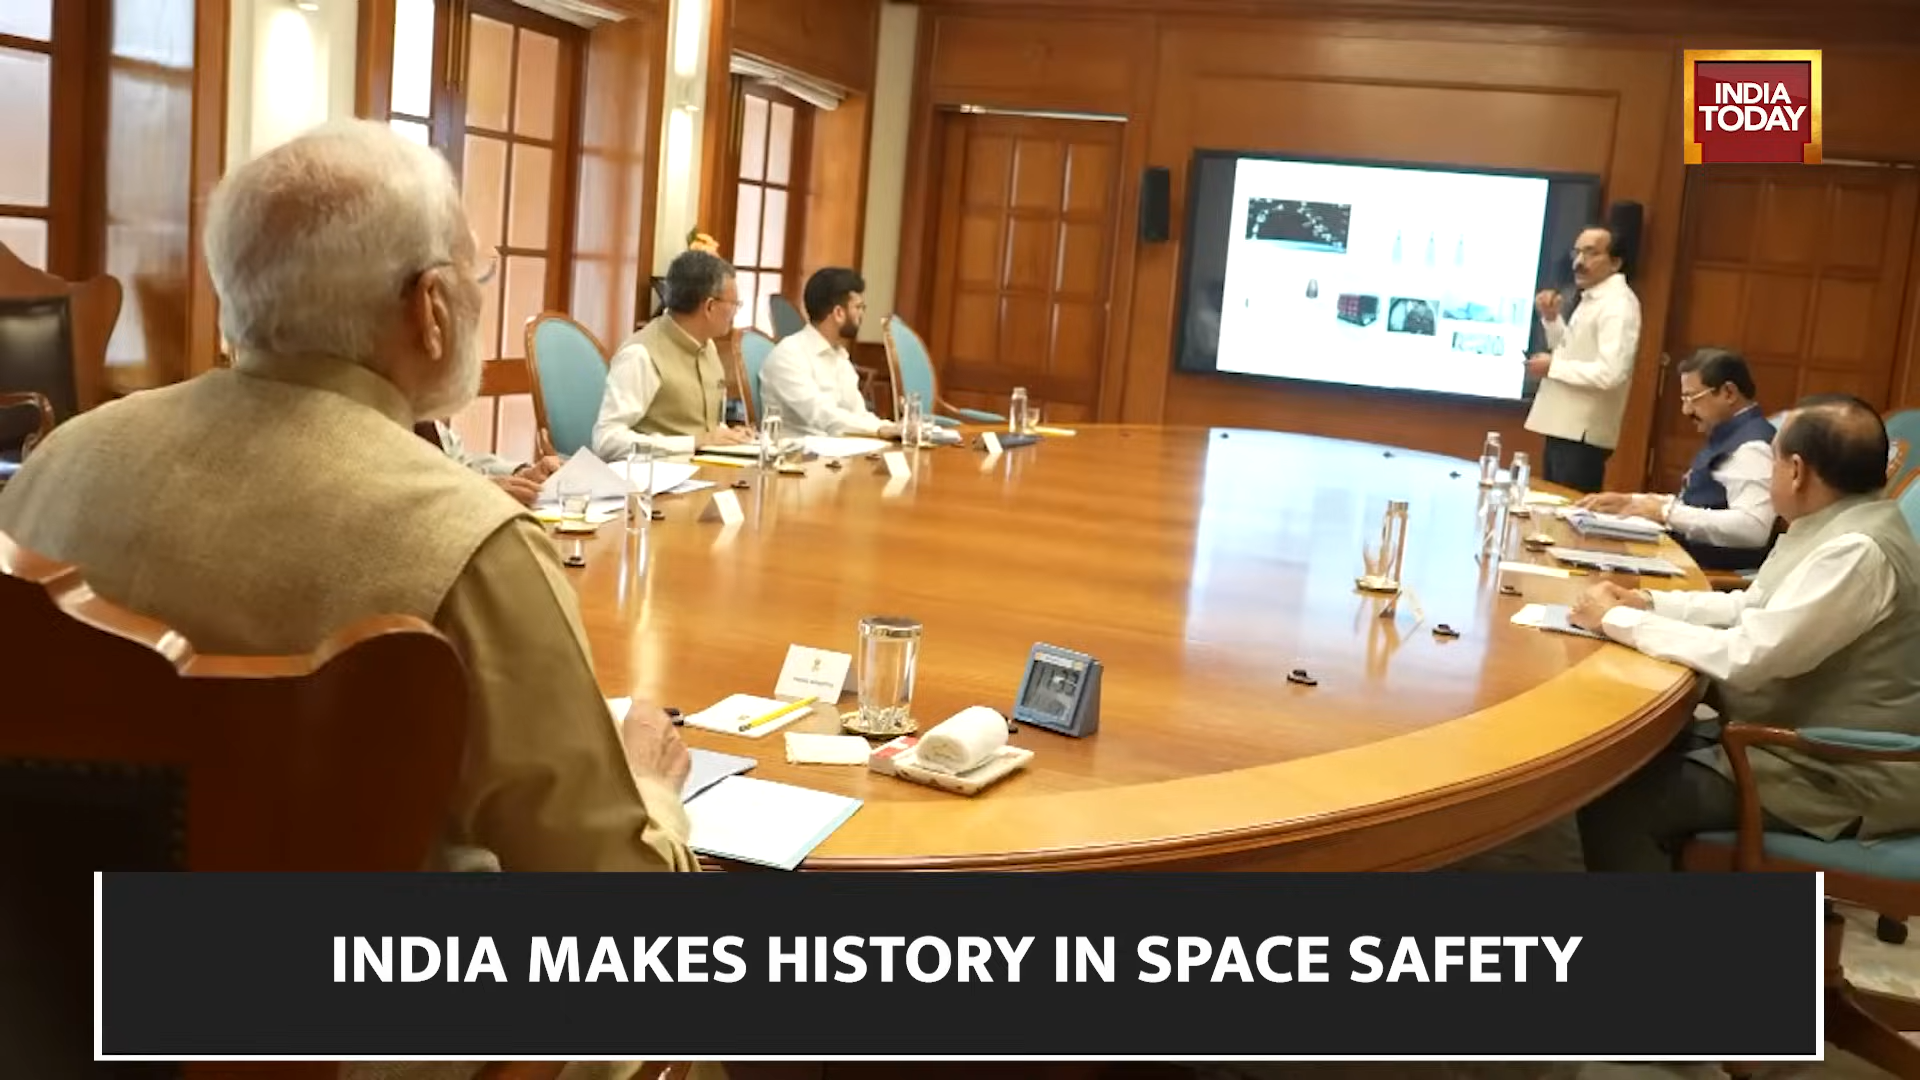 INDIA
TODAY
INDIA MAKES HISTORY IN SPACE SAFETY